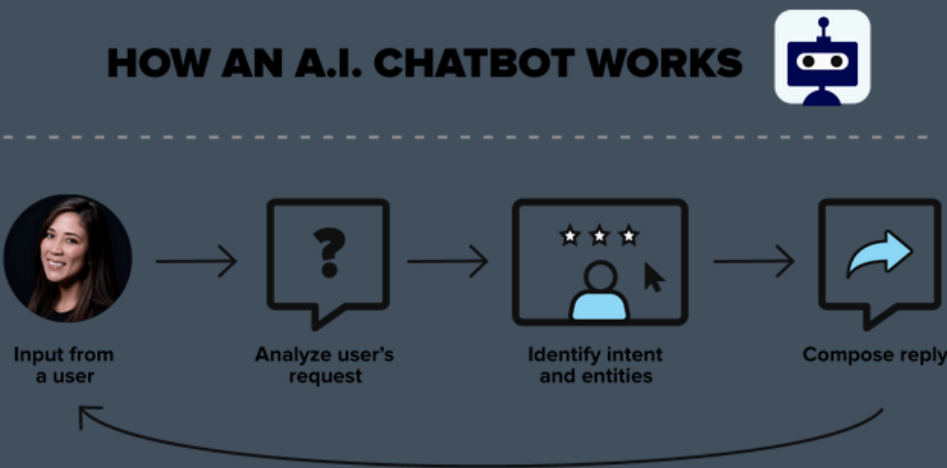 HOW AN A.I. CHATBOT WORKS
?
Input from
a user
Analyze user's
request
Identify intent
and entities
Compose reply